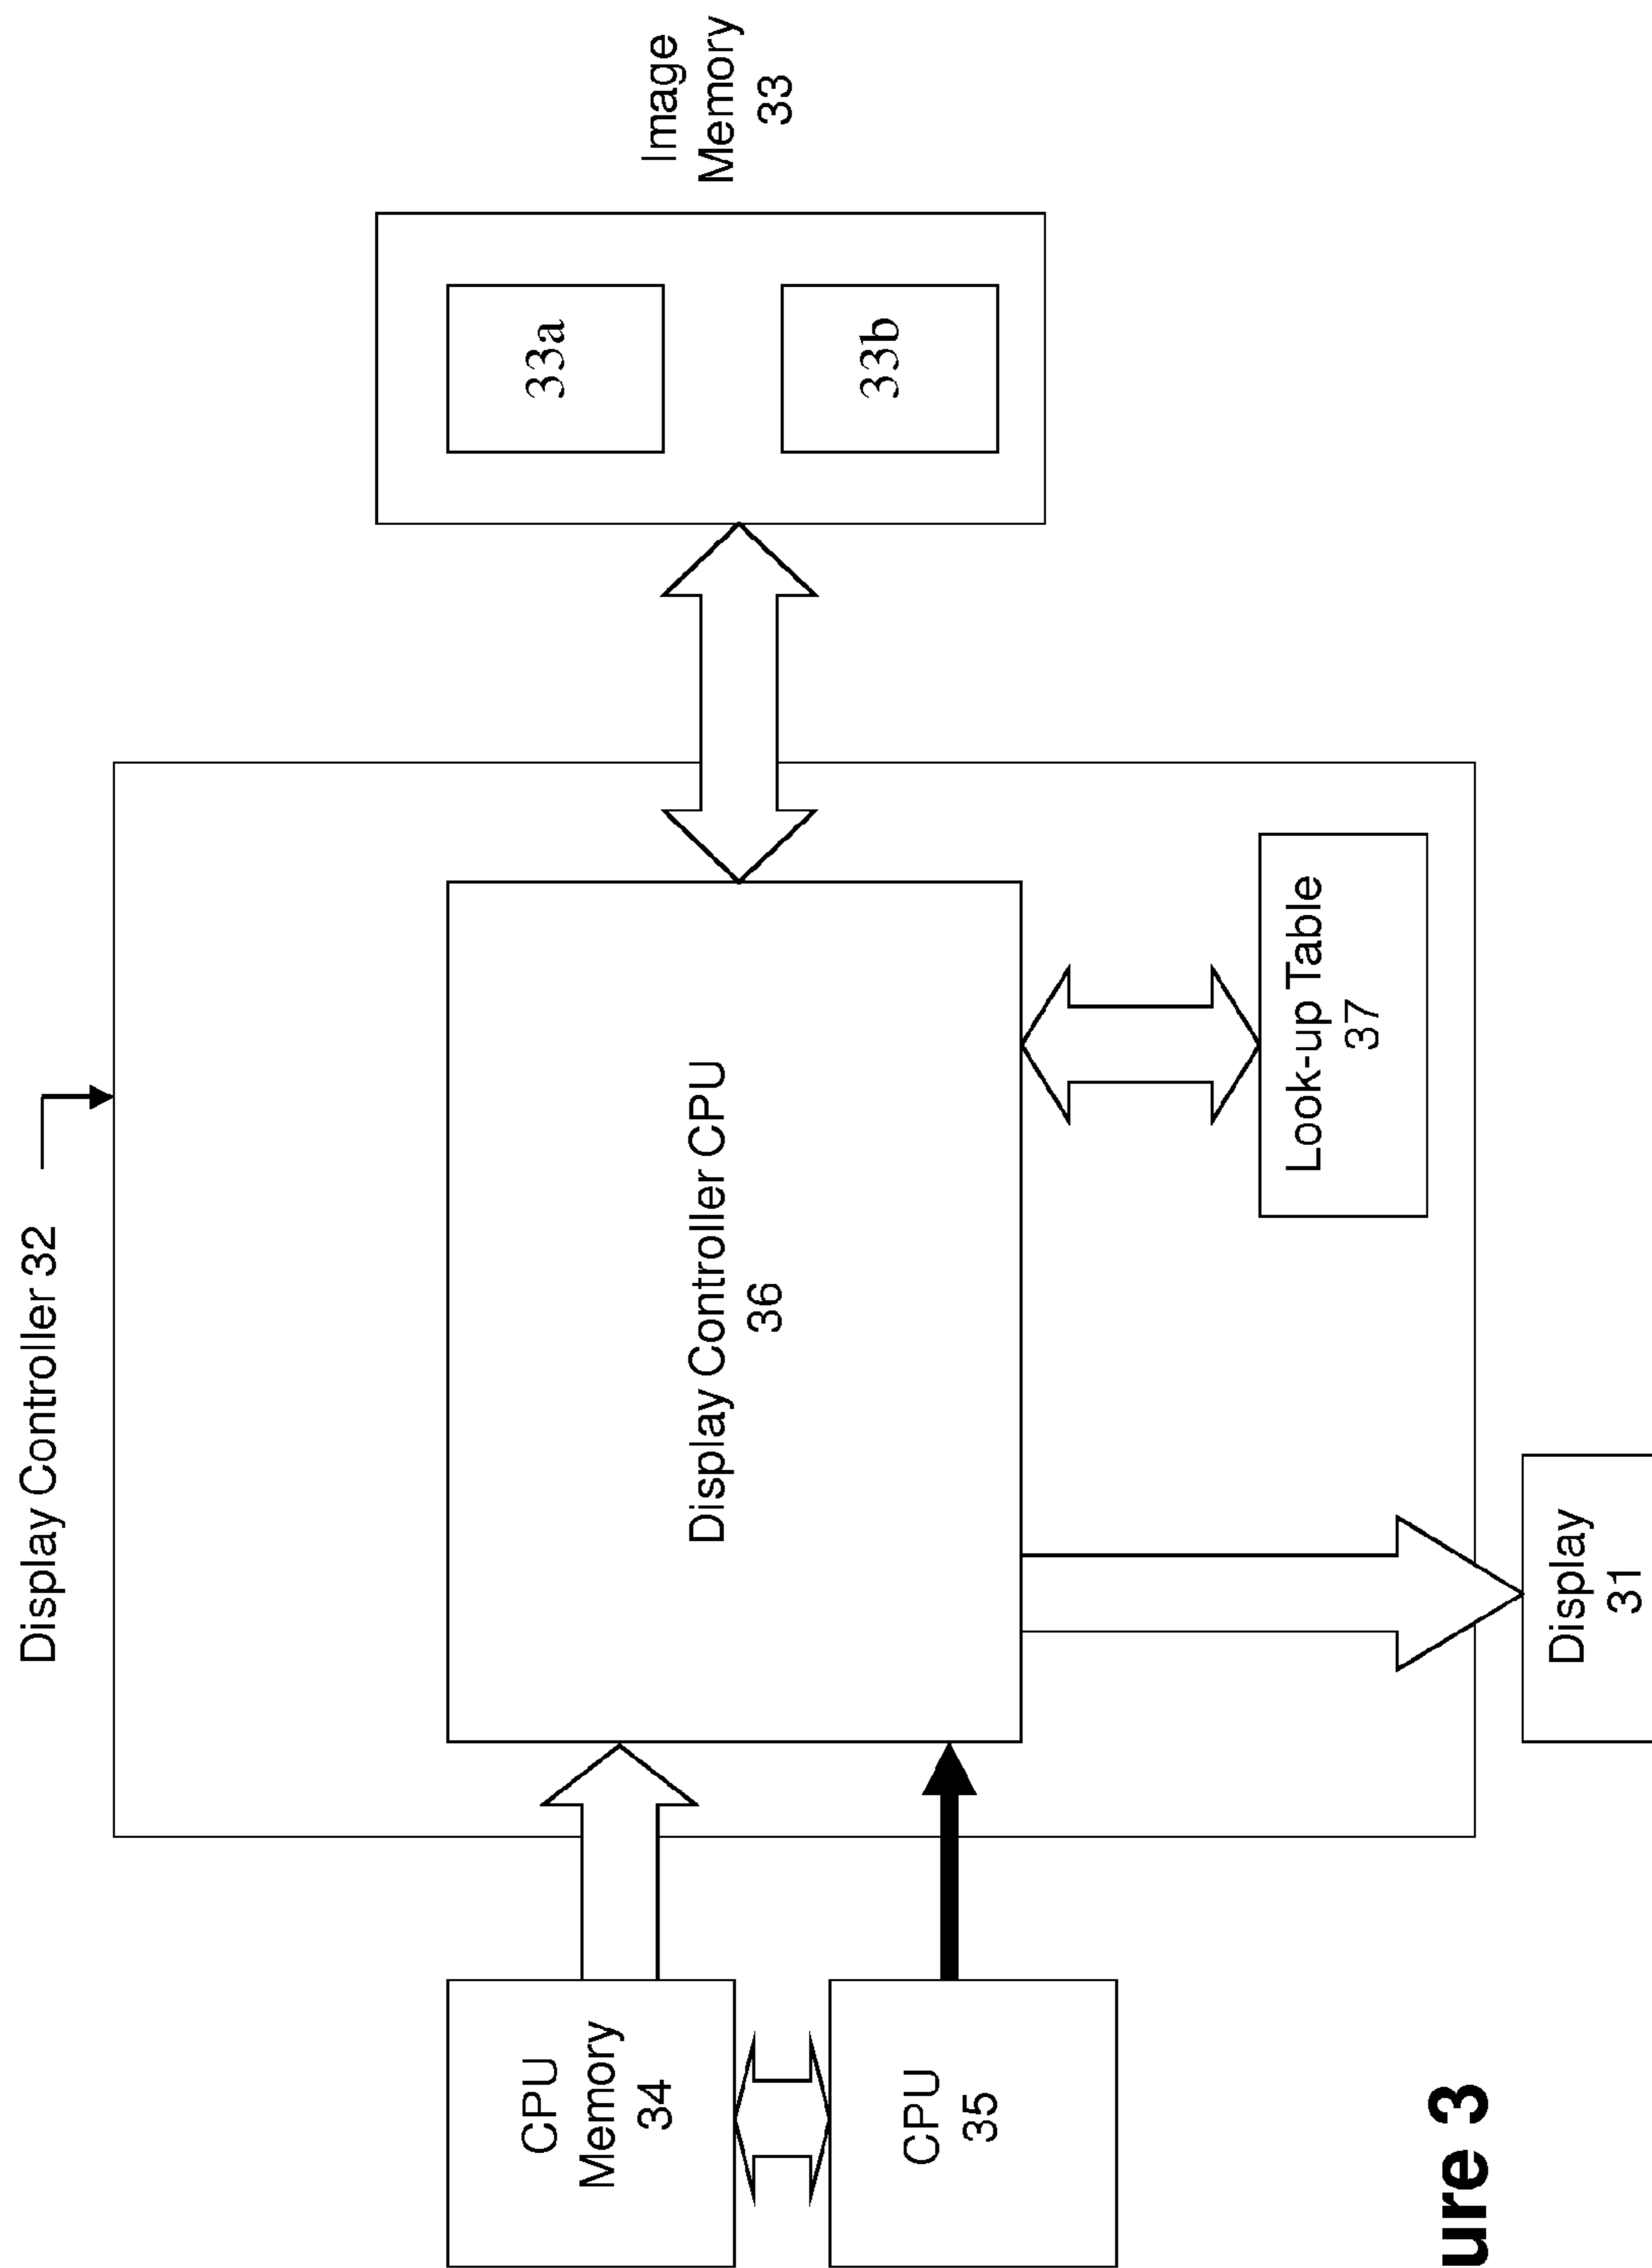 Display Controller 32
CPU
Memory
34
CPU
35
Display Controller CPU
36
Look-up Table
37
Display
31
Image
Memory
33
33a
33b
ure 3